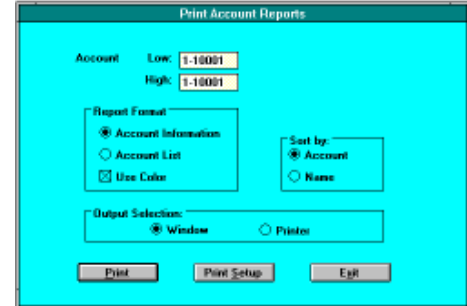 Print Account Reports
Account Low: 1-10001
High: 1-10001
Report Format
Account Information
Account List
Use Color
Sort by:
Account
Name
Output Selection:
Window Printer
Print Print Setup Exit